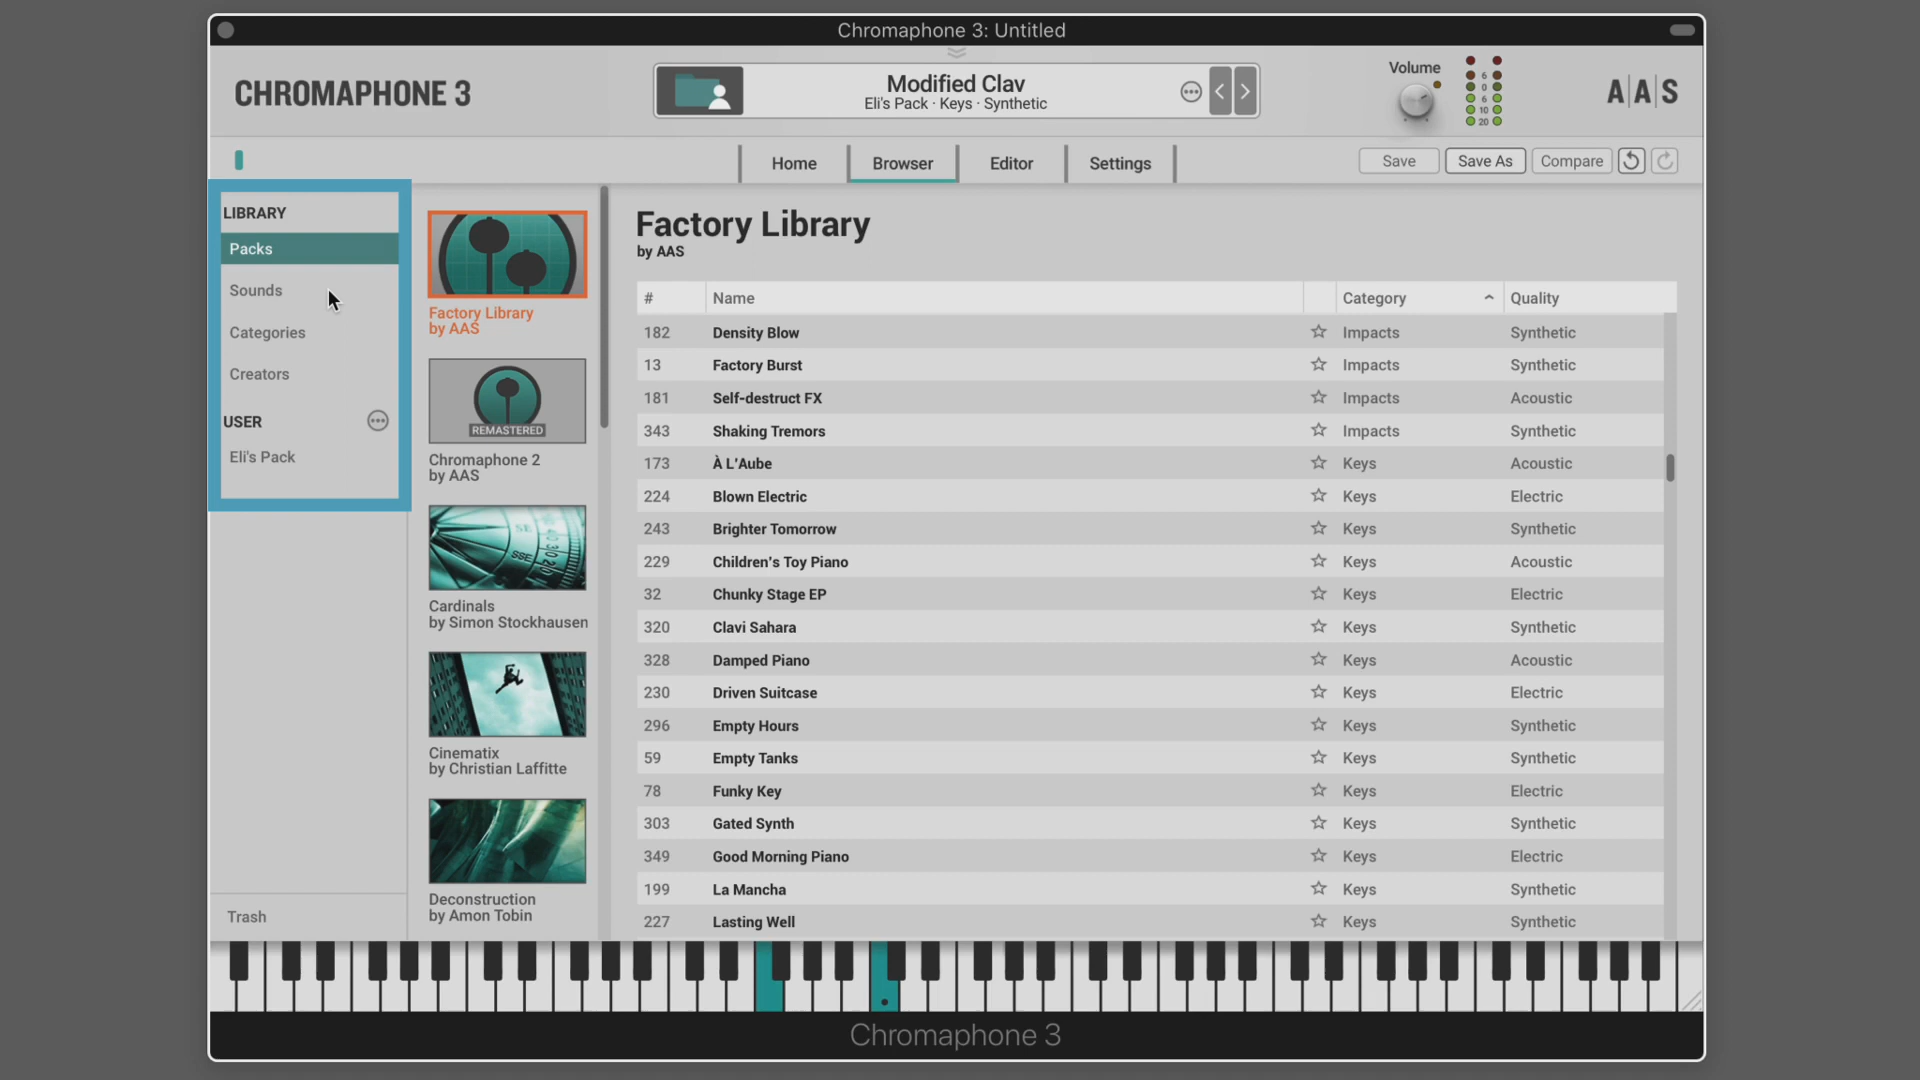 Chromaphone 3: Untitled
CHROMAPHONE 3
Modified Clav
Eli's Pack · Keys · Synthetic
Volume
6
0
6
10
20
A|A|S
Home
Browser
Editor
Settings
Save
Save As
Compare
LIBRARY
Packs
Sounds
Categories
Creators
USER
Eli's Pack
Trash
Factory Library
by AAS
REMASTERED
Chromaphone 2
by AAS
SSE
Cardinals
by Simon Stockhausen
Cinematix
by Christian Laffitte
Deconstruction
by Amon Tobin
Factory Library
by AAS
# Name Category Quality
182 Density Blow Impacts Synthetic
13 Factory Burst Impacts Synthetic
181 Self-destruct FX Impacts Acoustic
343 Shaking Tremors Impacts Synthetic
173 À L'Aube Keys Acoustic
224 Blown Electric Keys Electric
243 Brighter Tomorrow Keys Synthetic
229 Children's Toy Piano Keys Acoustic
32 Chunky Stage EP Keys Electric
320 Clavi Sahara Keys Synthetic
328 Damped Piano Keys Acoustic
230 Driven Suitcase Keys Electric
296 Empty Hours Keys Synthetic
59 Empty Tanks Keys Synthetic
78 Funky Key Keys Electric
303 Gated Synth Keys Synthetic
349 Good Morning Piano Keys Electric
199 La Mancha Keys Synthetic
227 Lasting Well Keys Synthetic
Chromaphone 3